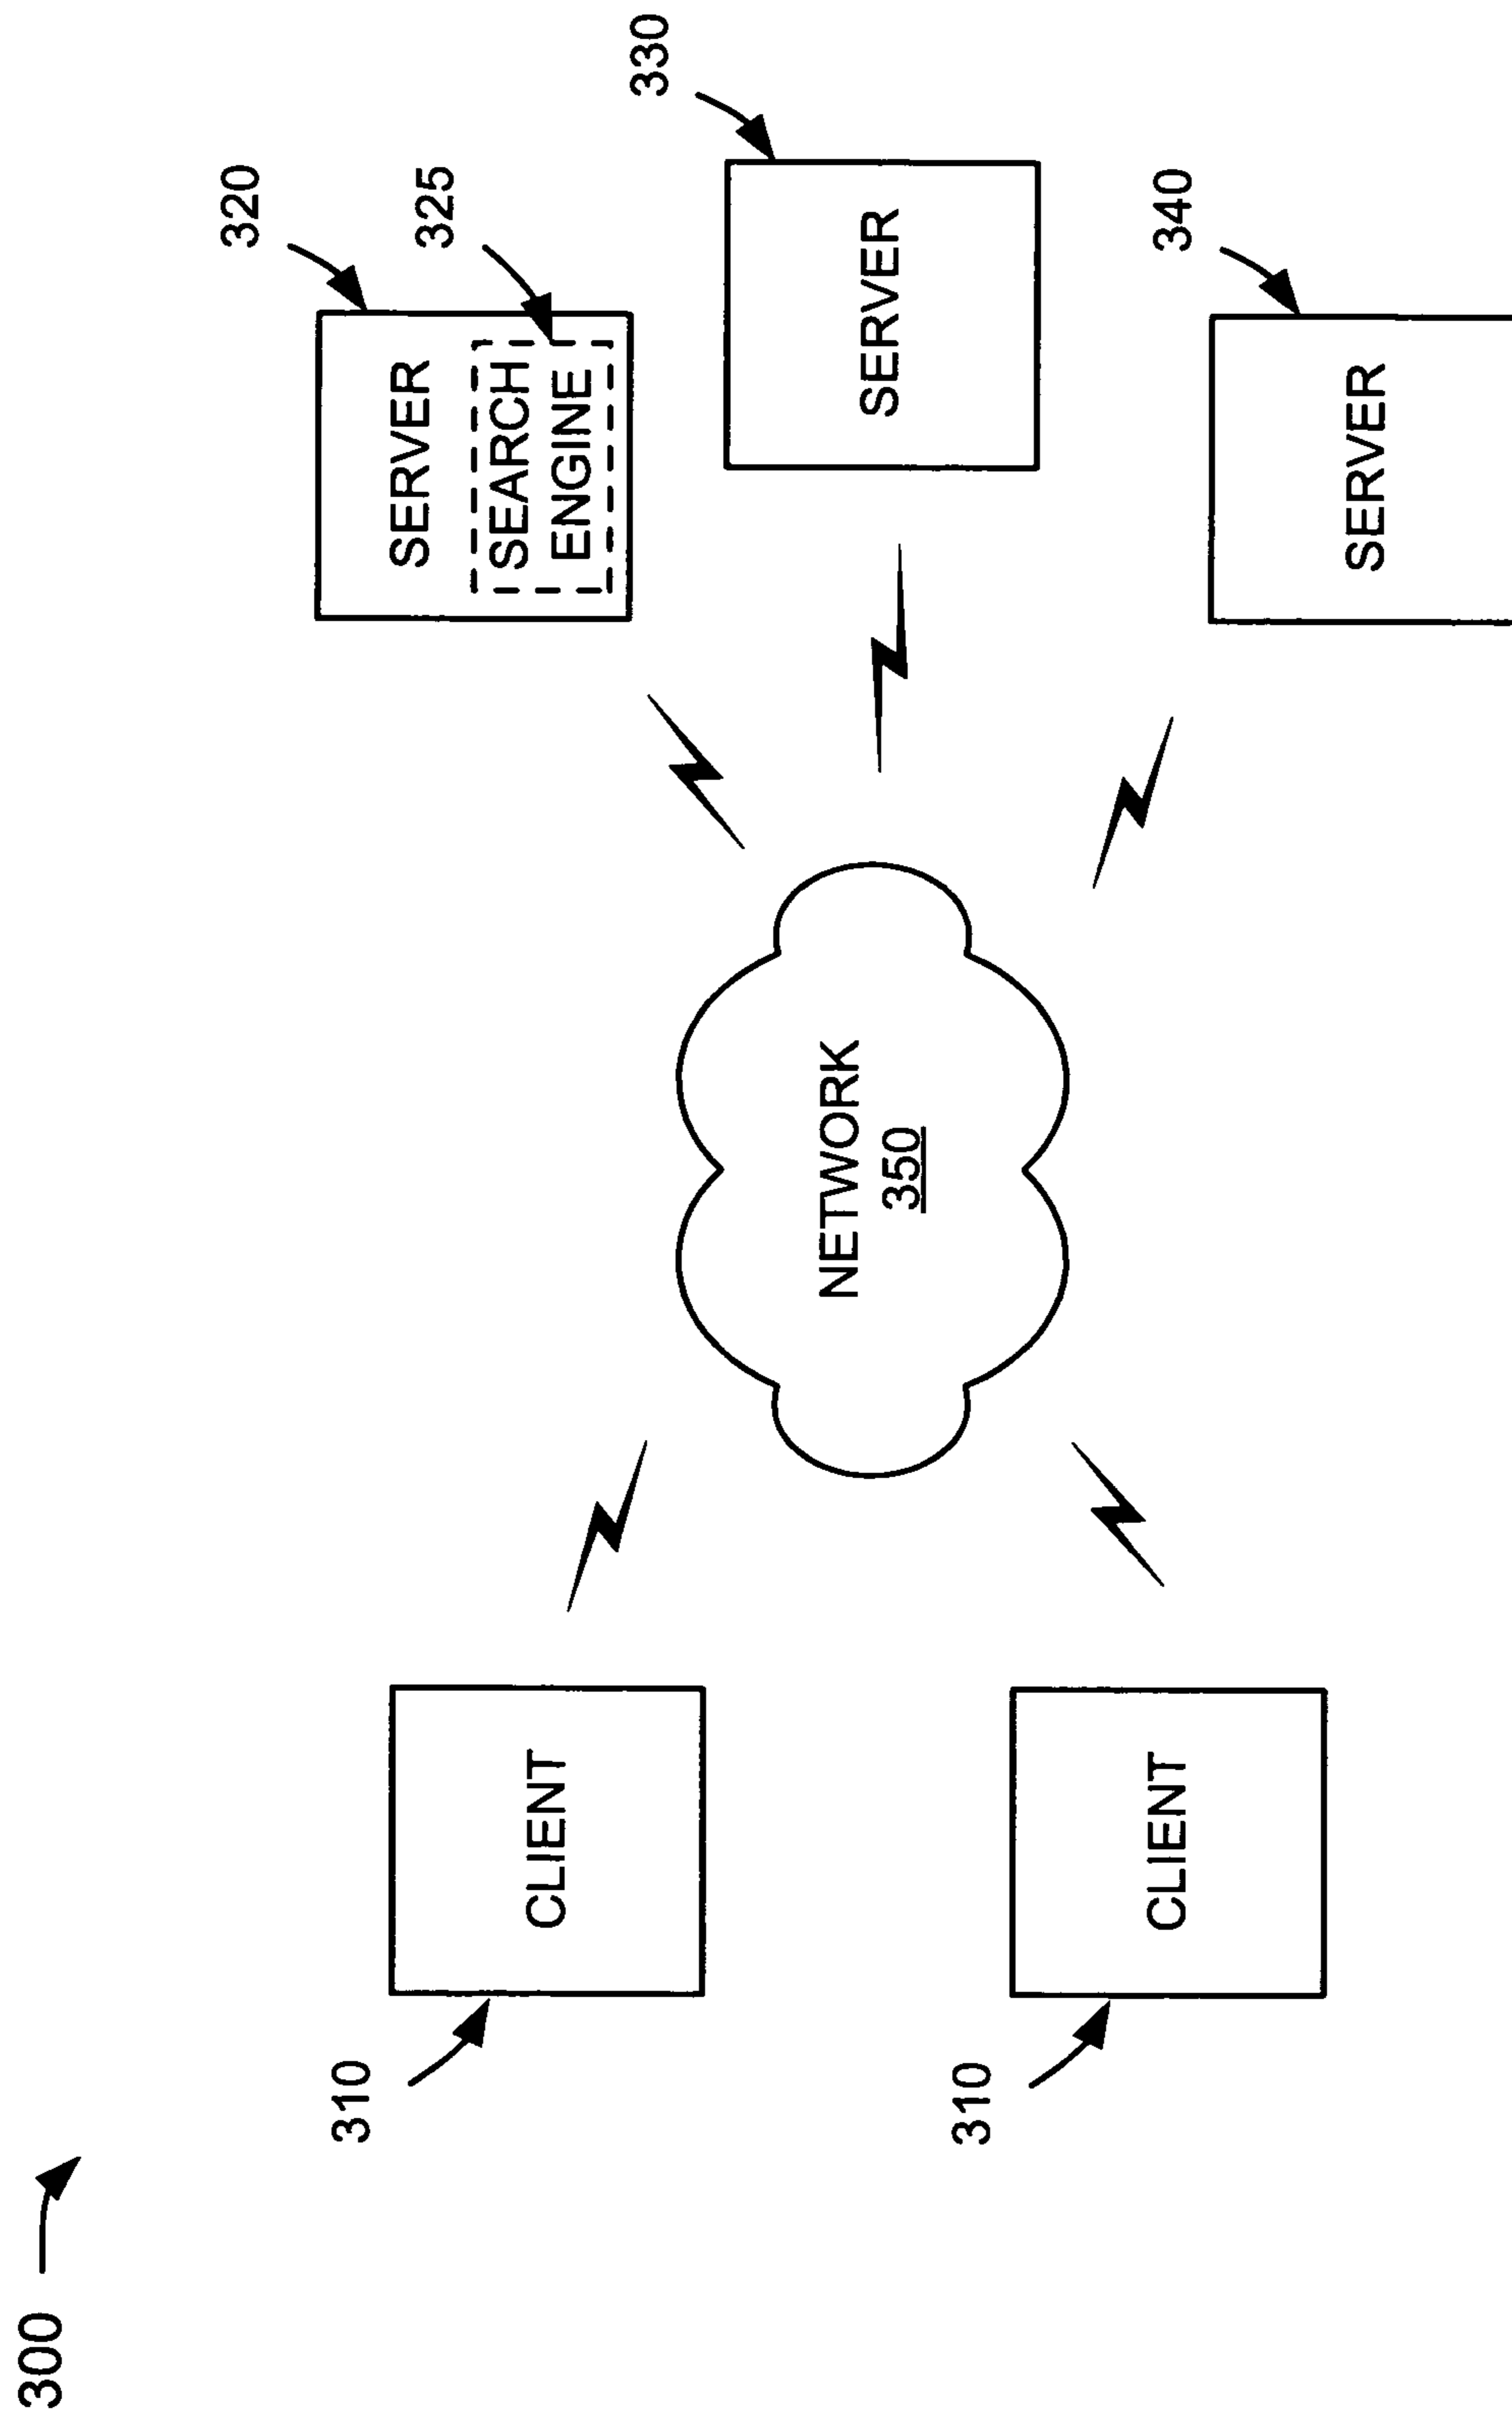 300
320
SERVER
325
SEARCH
ENGINE
310
CLIENT
330
SERVER
NETWORK
350
310
CLIENT
340
SERVER